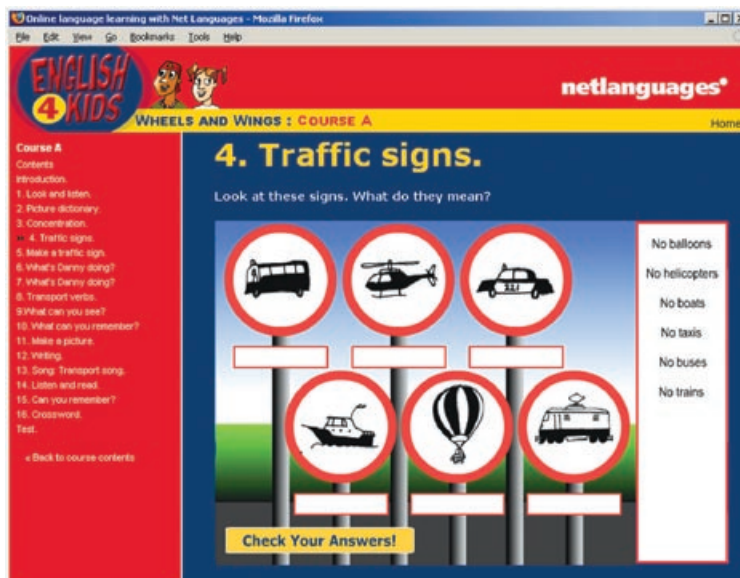 Online language learning with Net Languages - Mozilla Firefox
File Edit View Go Bookmarks Tools Help
ENGLISH
4
KIDS
netlanguages
WHEELS AND WINGS : COURSE A
Home
Course A
Contents
Introduction.
1. Look and listen.
2. Picture dictionary.
3. Concentration.
4. Traffic signs.
5. Make a traffic sign.
6. What's Danny doing?
7. What's Danny doing?
8. Transport verbs.
9.What can you see?
10. What can you remember?
11. Make a picture.
12. Writing.
13. Song: Transport song.
14. Listen and read.
15. Can you remember?
16. Crossword.
Test.
« Back to course contents
4. Traffic signs.
Look at these signs. What do they mean?
No balloons
No helicopters
No boats
No taxis
No buses
No trains
Check Your Answers!